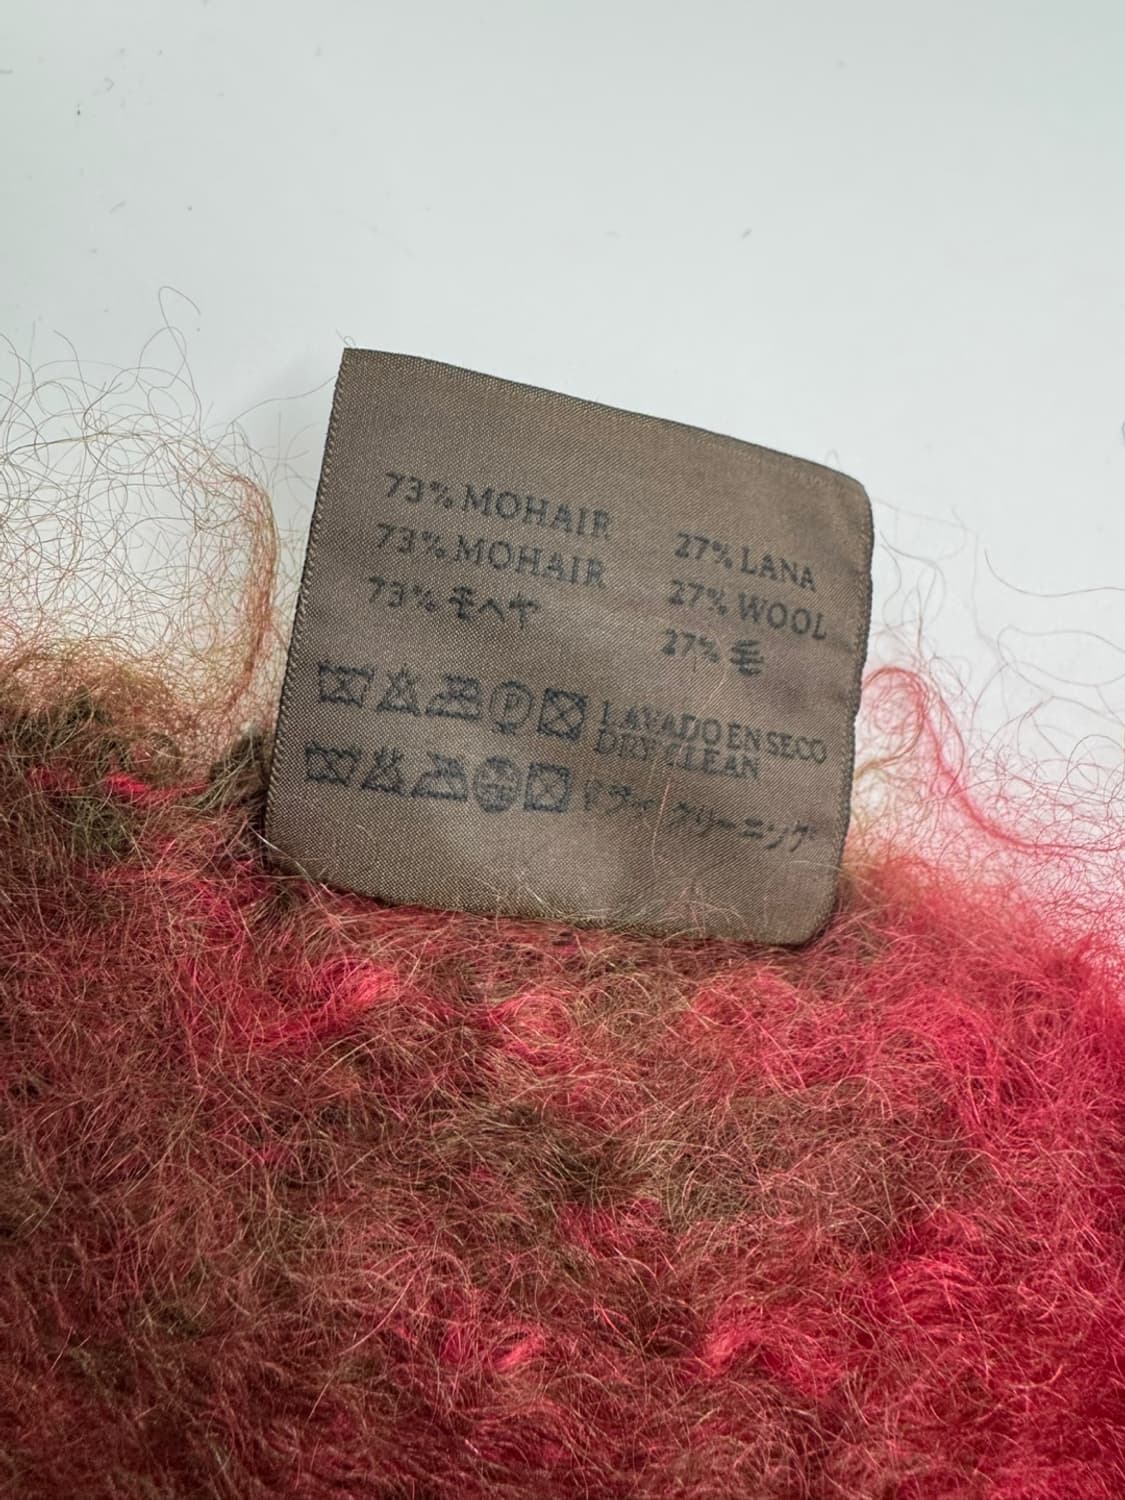 73% MOHAIR 27% LANA
73% MOHAIR 27% WOOL
73% モヘヤ 27% 毛
P LAVADO EN SECO
DRY CLEAN
ドライ クリーニング